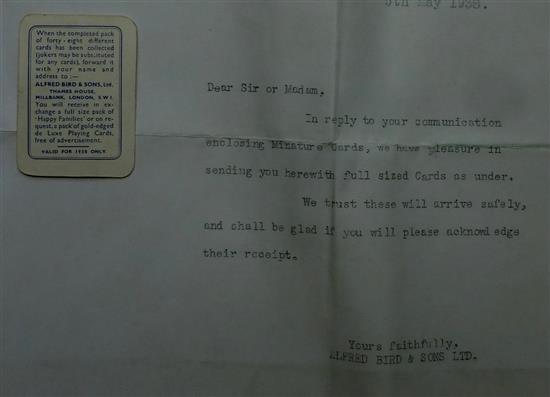 When the completed pack
of forty-eight different
cards has been collected
(jokers may be substituted
for any cards), forward it
with your name and
address to :—
ALFRED BIRD & SONS, Ltd.
THAMES HOUSE,
MILLBANK, LONDON, S W 1
You will receive in ex-
change a full size pack of
'Happy Families' or on re-
quest, a pack of gold-edged
de Luxe Playing Cards,
free of advertisement.
VALID FOR 1938 ONLY.
5th May 1938.
Dear Sir or Madam,
In reply to your communication
enclosing Minature Cards, we have pleasure in
sending you herewith full sized Cards as under.
We trust these will arrive safely,
and shall be glad if you will please acknowledge
their receipt.
Yours faithfully,
ALFRED BIRD & SONS LTD.